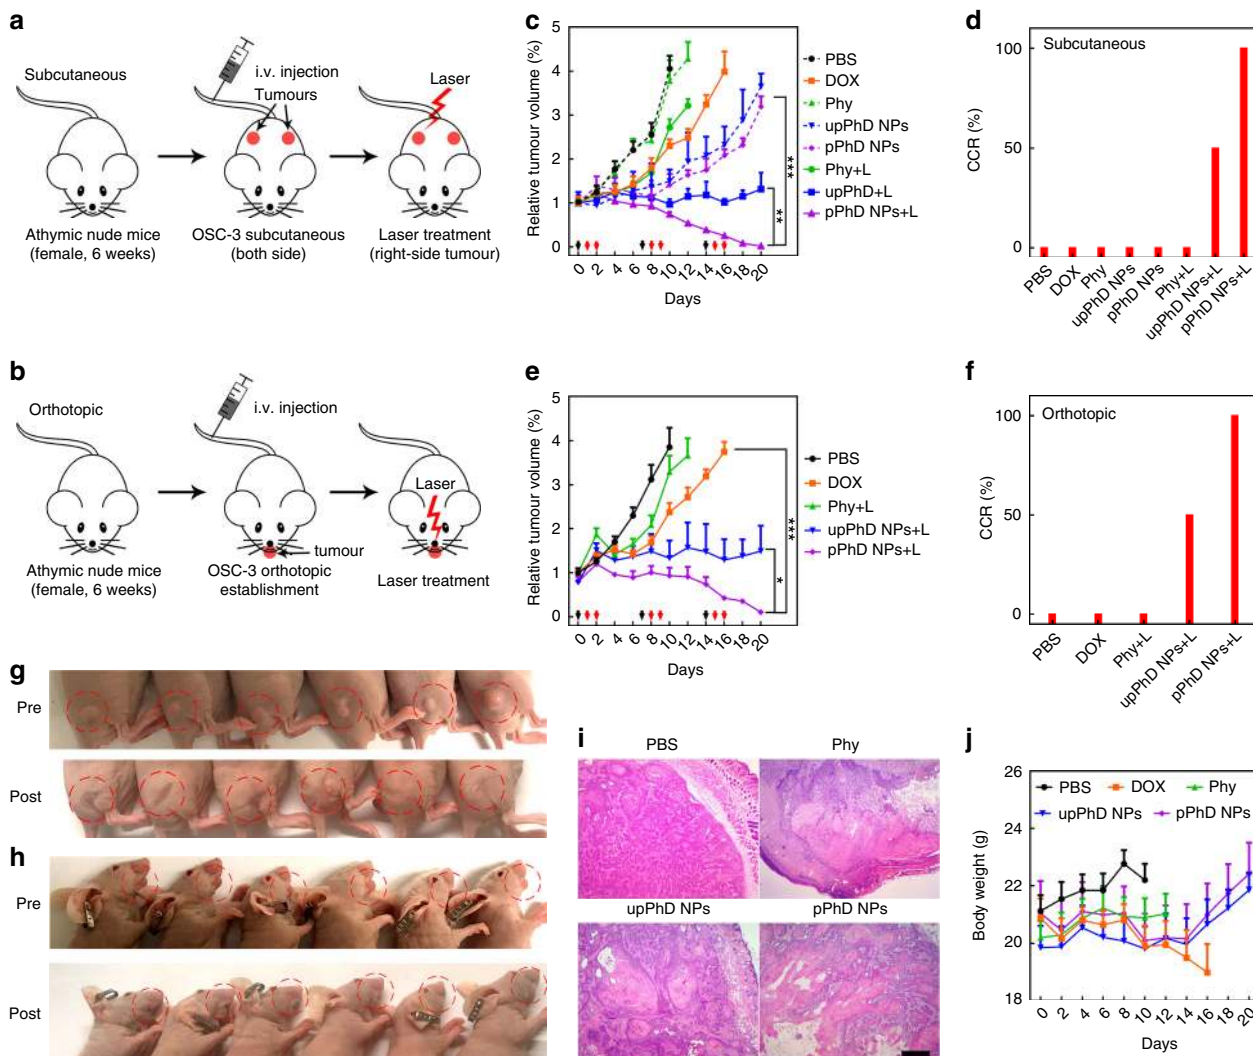 a
Subcutaneous
i.v. injection
Tumours
Laser
Athymic nude mice
(female, 6 weeks)
OSC-3 subcutaneous
(both side)
Laser treatment
(right-side tumour)
b
Orthotopic
i.v. injection
Laser
tumour
Athymic nude mice
(female, 6 weeks)
OSC-3 orthotopic
establishment
Laser treatment
c
Relative tumour volume (%)
5
4
3
2
1
0
0 2 4 6 8 10 12 14 16 18 20
Days
PBS
DOX
Phy
upPhD NPs
pPhD NPs
Phy+L
upPhD+L
pPhD NPs+L
***
**
d
Subcutaneous
CCR (%)
100
50
0
PBS
DOX
Phy
upPhD NPs
pPhD NPs
Phy+L
upPhD NPs+L
pPhD NPs+L
e
Relative tumour volume (%)
5
4
3
2
1
0
0 2 4 6 8 10 12 14 16 18 20
Days
PBS
DOX
Phy+L
upPhD NPs+L
pPhD NPs+L
***
*
f
Orthotopic
CCR (%)
100
50
0
PBS
DOX
Phy+L
upPhD NPs+L
pPhD NPs+L
g
Pre
Post
h
Pre
Post
i
PBS
Phy
upPhD NPs
pPhD NPs
j
Body weight (g)
26
24
22
20
18
PBS
DOX
Phy
upPhD NPs
pPhD NPs
0 2 4 6 8 10 12 14 16 18 20
Days